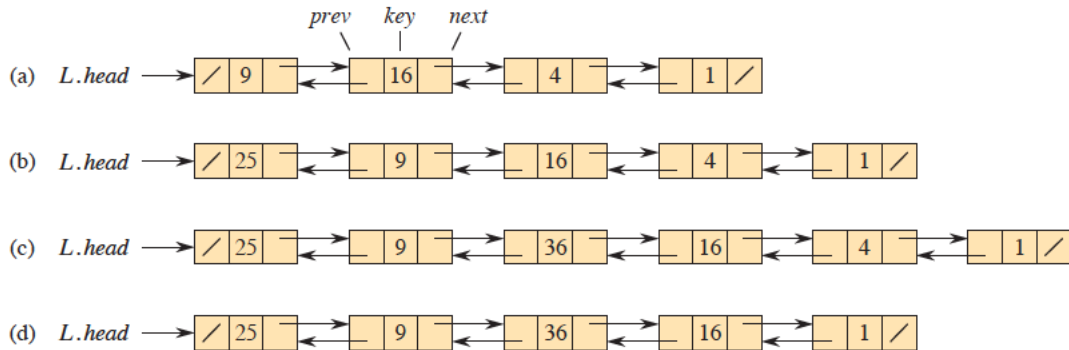 prev key next
(a) L.head / 9 16 4 1 /
(b) L.head / 25 9 16 4 1 /
(c) L.head / 25 9 36 16 4 1 /
(d) L.head / 25 9 36 16 1 /